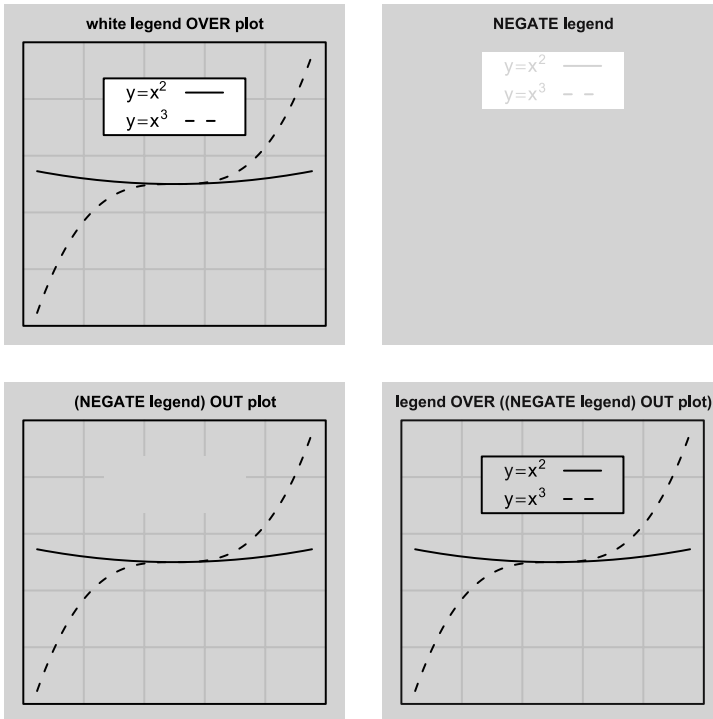 white legend OVER plot
y=x²
y=x³
NEGATE legend
y=x²
y=x³
(NEGATE legend) OUT plot
legend OVER ((NEGATE legend) OUT plot)
y=x²
y=x³